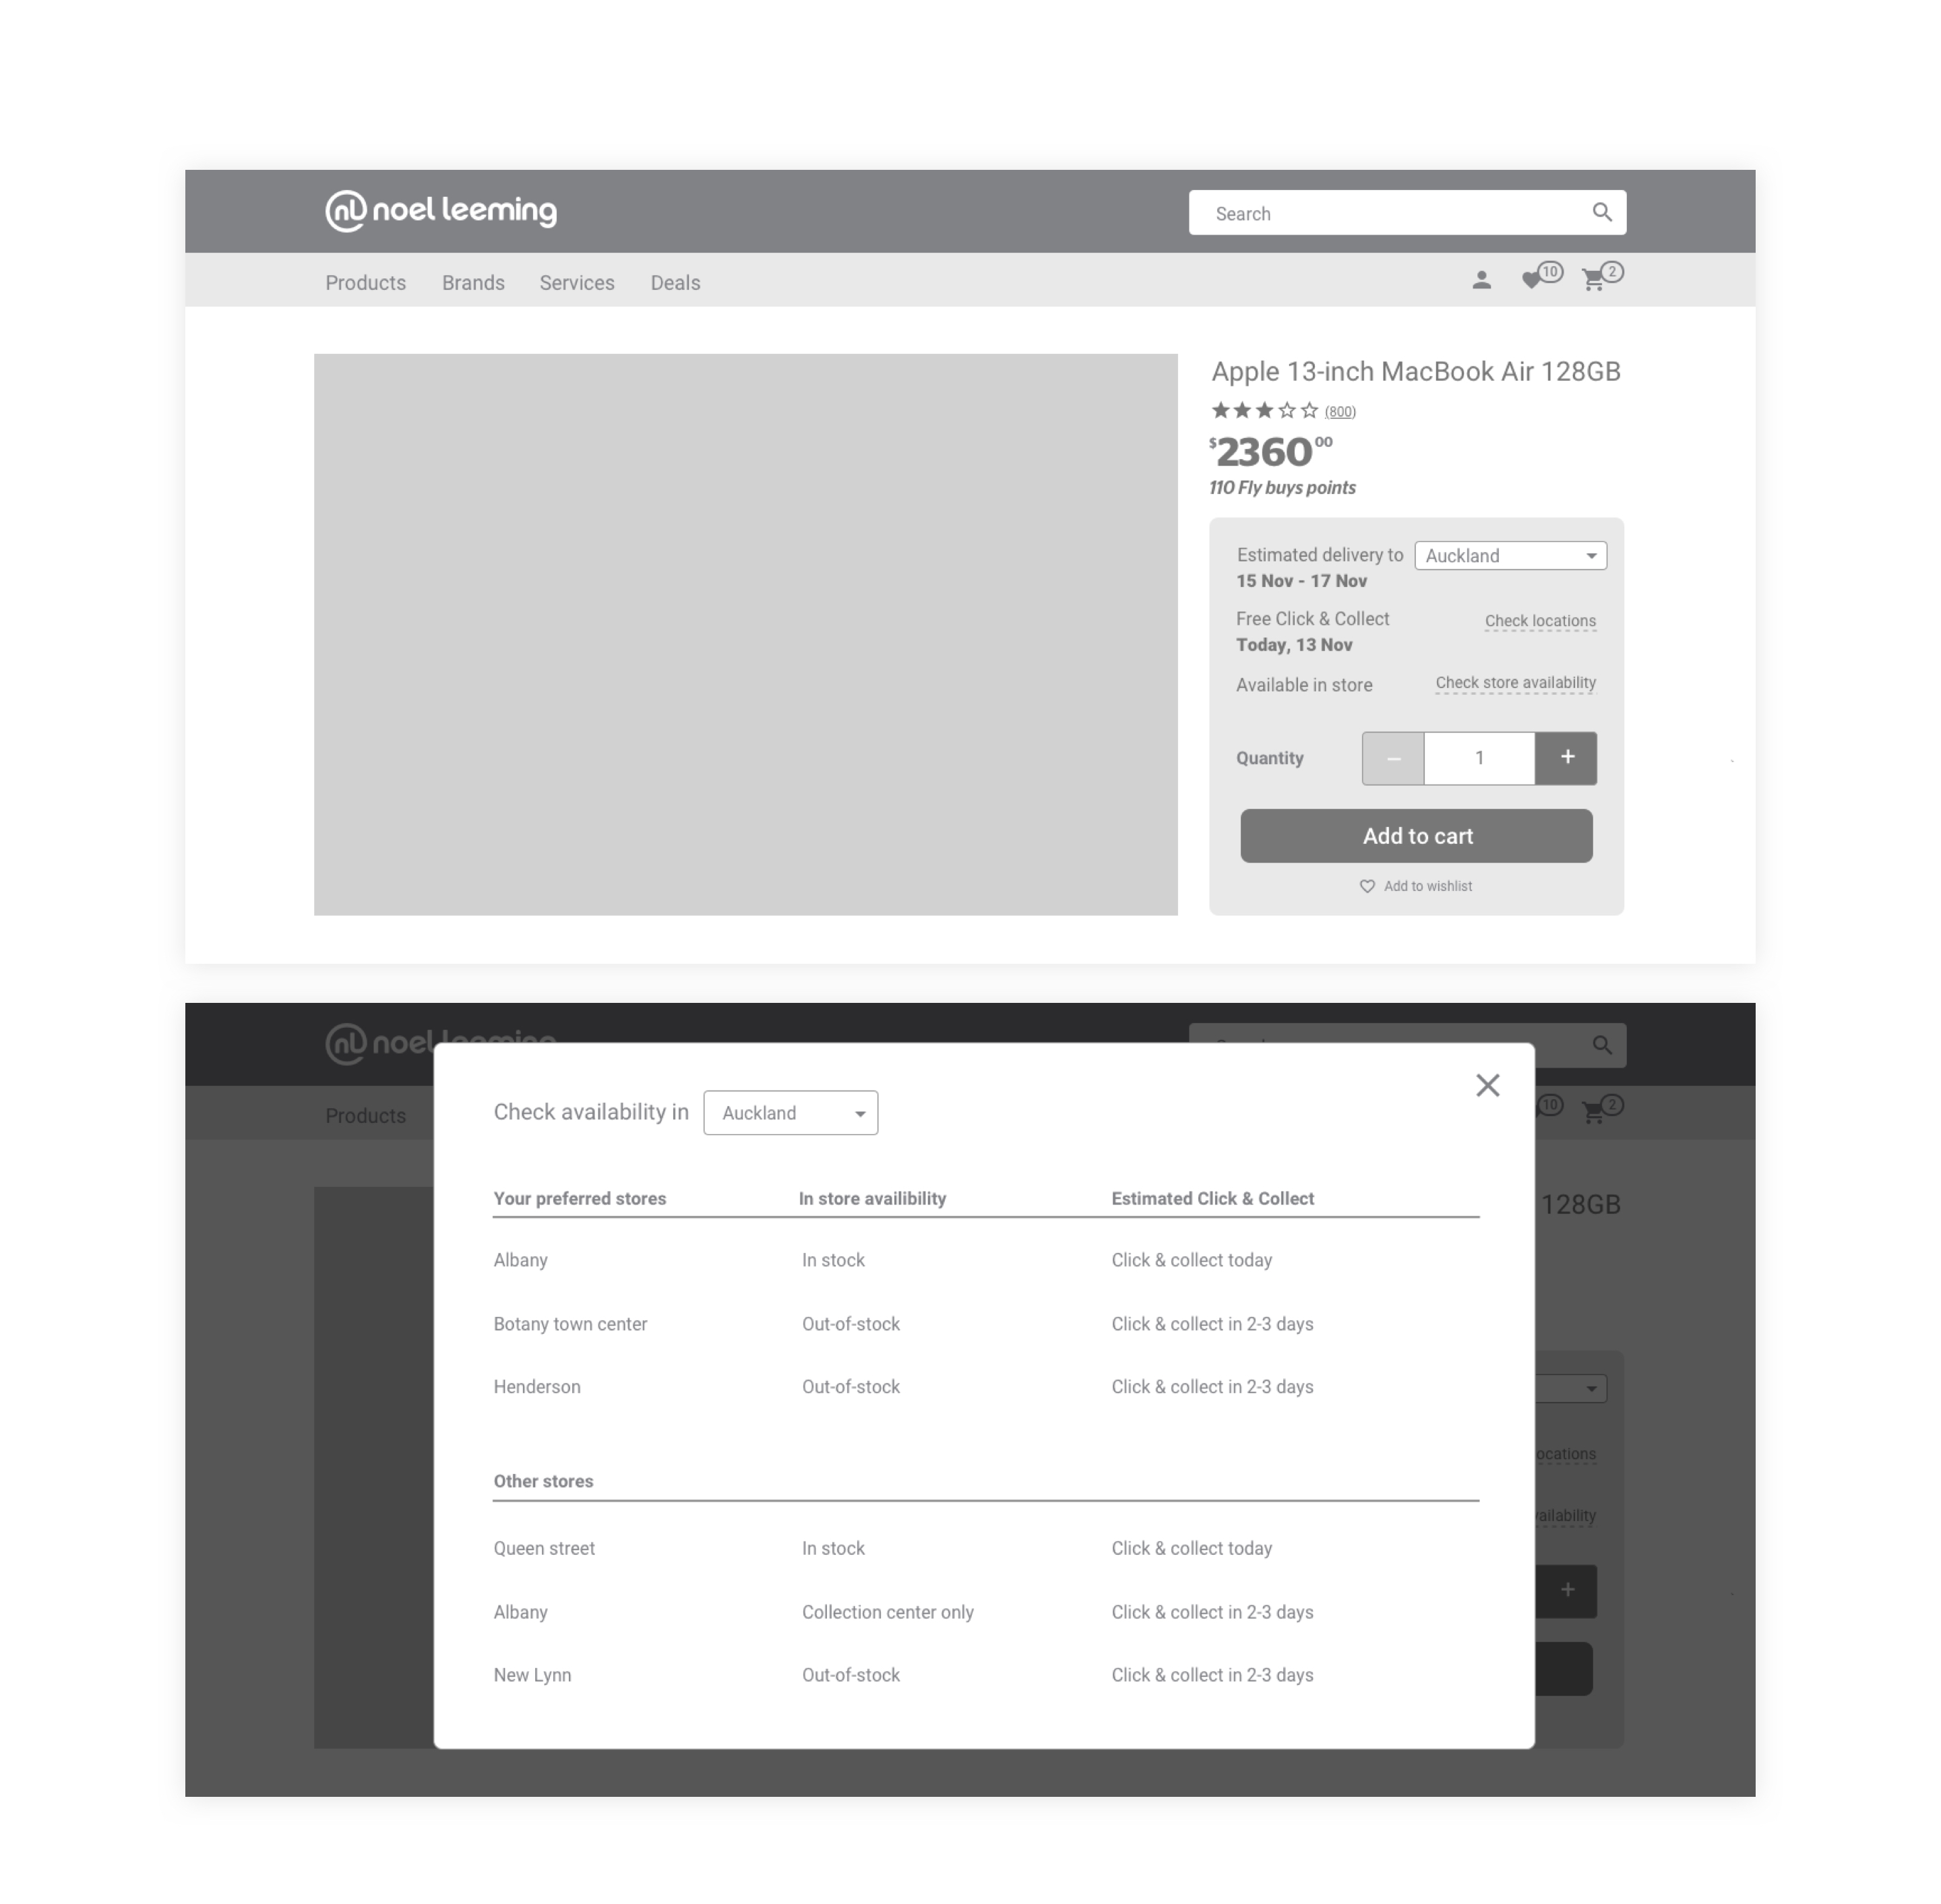 noel leeming
Search
Products Brands Services Deals
10 2
Apple 13-inch MacBook Air 128GB
(800)
$2360 00
110 Fly buys points
Estimated delivery to Auckland
15 Nov - 17 Nov
Free Click & Collect Check locations
Today, 13 Nov
Available in store Check store availability
Quantity – 1 +
Add to cart
Add to wishlist
noel leeming
Products
10 2
128GB
Check availability in Auckland
Your preferred stores In store availibility Estimated Click & Collect
Albany In stock Click & collect today
Botany town center Out-of-stock Click & collect in 2-3 days
Henderson Out-of-stock Click & collect in 2-3 days
ocations
Other stores
vailability
Queen street In stock Click & collect today
+
Albany Collection center only Click & collect in 2-3 days
New Lynn Out-of-stock Click & collect in 2-3 days